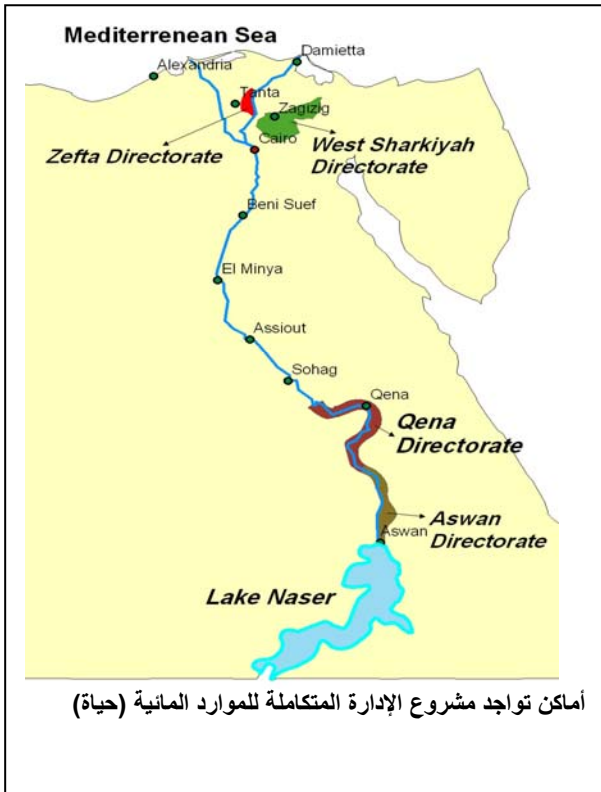 Mediterrenean Sea
Damietta
Alexandria
Tanta
Zagizig
Cairo
Zefta Directorate
West Sharkiyah
Directorate
Beni Suef
El Minya
Assiout
Sohag
Qena
Qena
Directorate
Aswan
Directorate
Aswan
Lake Naser
أماكن تواجد مشروع الإدارة المتكاملة للموارد المائية (حياة)